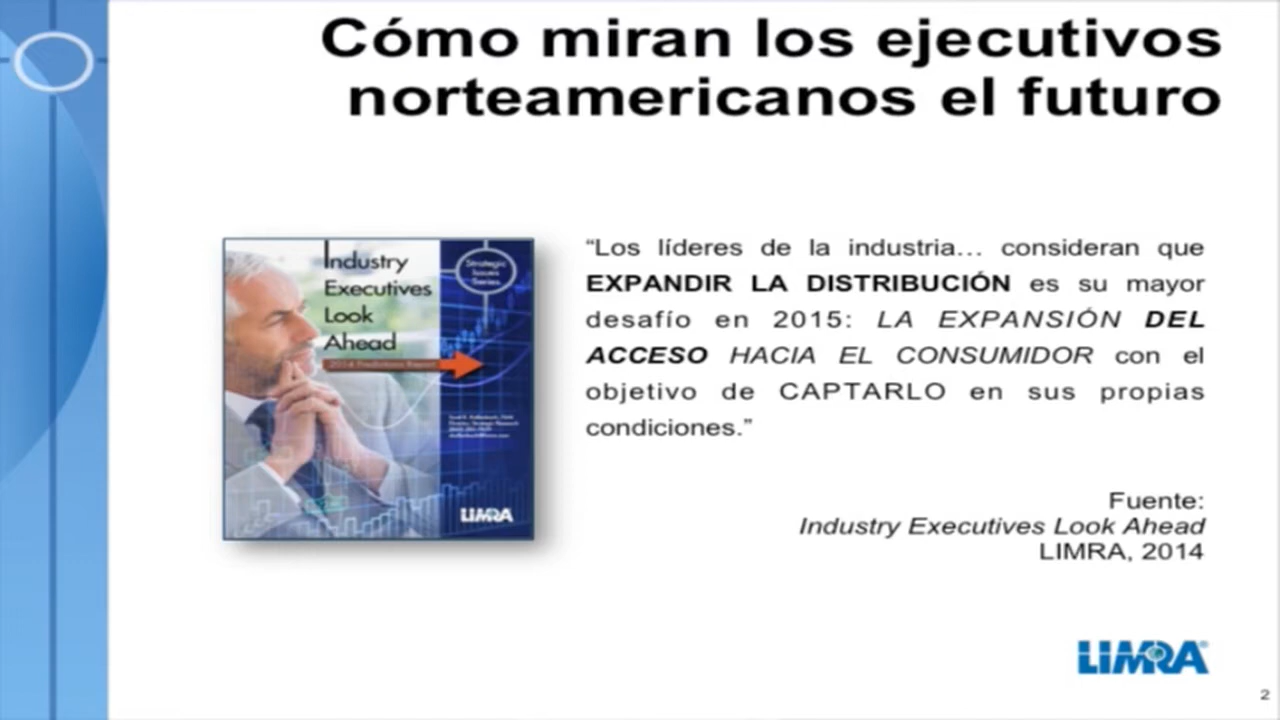 Cómo miran los ejecutivos
norteamericanos el futuro
Industry
Executives
Look
Ahead
Strategic
Issues
Series
LIMRA
“Los líderes de la industria… consideran que
EXPANDIR LA DISTRIBUCIÓN es su mayor
desafío en 2015: LA EXPANSIÓN DEL
ACCESO HACIA EL CONSUMIDOR con el
objetivo de CAPTARLO en sus propias
condiciones.”
Fuente:
Industry Executives Look Ahead
LIMRA, 2014
LIMRA®
2